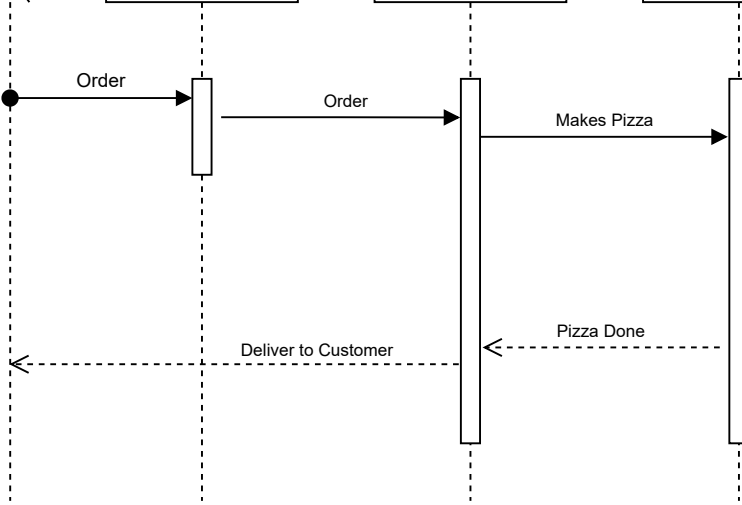 Order
Order
Makes Pizza
Pizza Done
Deliver to Customer